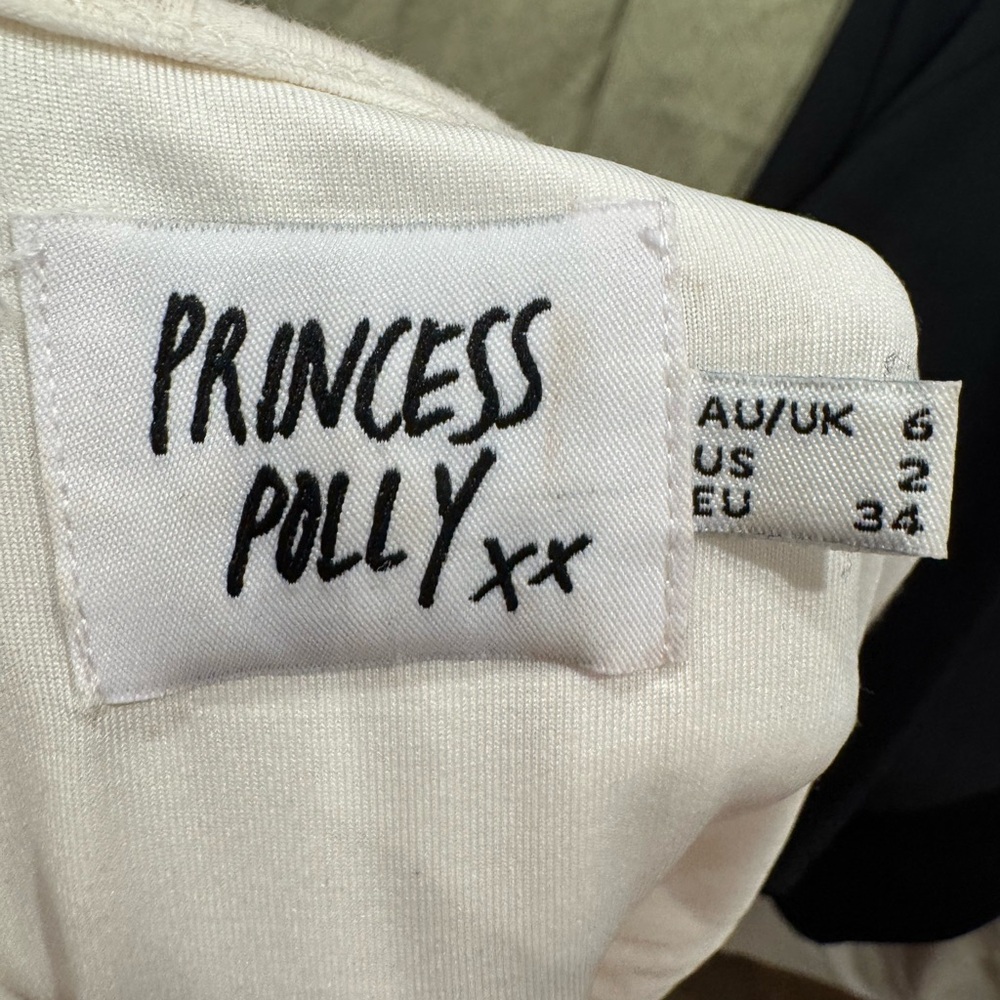 PRINCESS
POLLY xx
AU/UK 6
US 2
EU 34